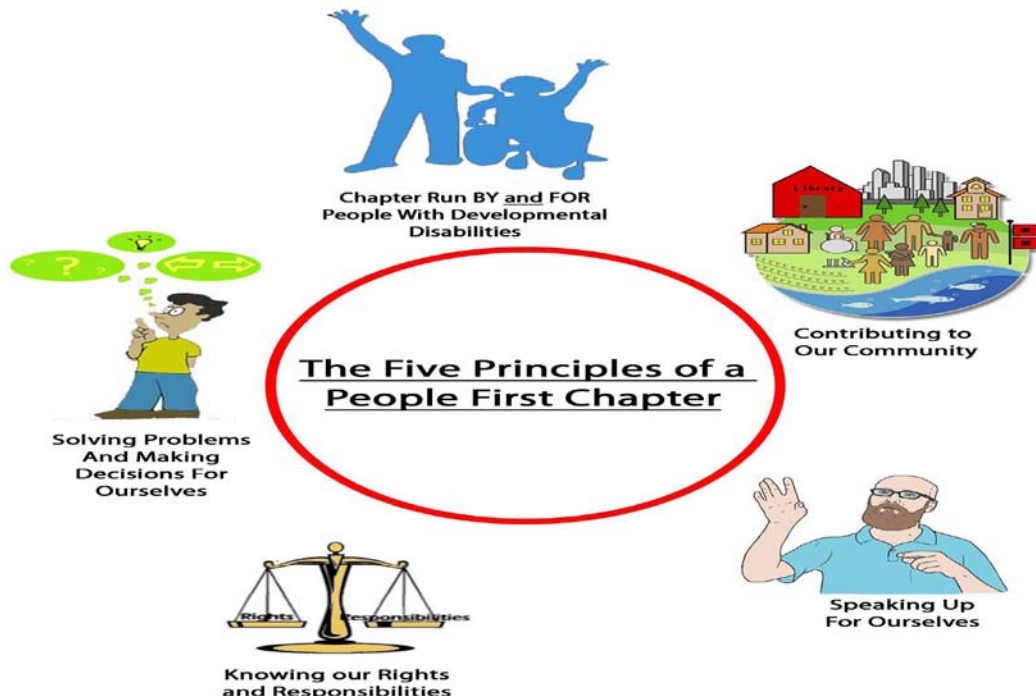 Chapter Run BY and FOR
People With Developmental
Disabilities
Library
Contributing to
Our Community
The Five Principles of a
People First Chapter
? ? ?
Solving Problems
And Making
Decisions For
Ourselves
Speaking Up
For Ourselves
Rights Responsibilities
Knowing our Rights
and Responsibilities